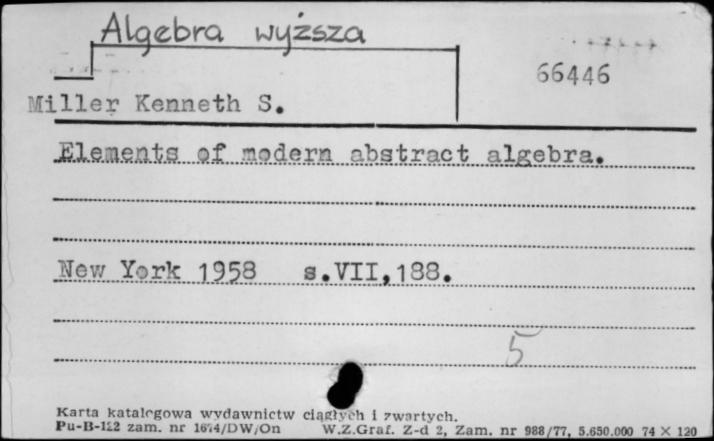 Algebra wyższa
66446
Miller Kenneth S.
Elements of modern abstract algebra.
New York 1958 s.VII,188.
5
Karta katalogowa wydawnictw ciągłych i zwartych.
Pu-B-122 zam. nr 1674/DW/On W.Z.Graf. Z-d 2, Zam. nr 988/77, 5.650.000 74 × 120